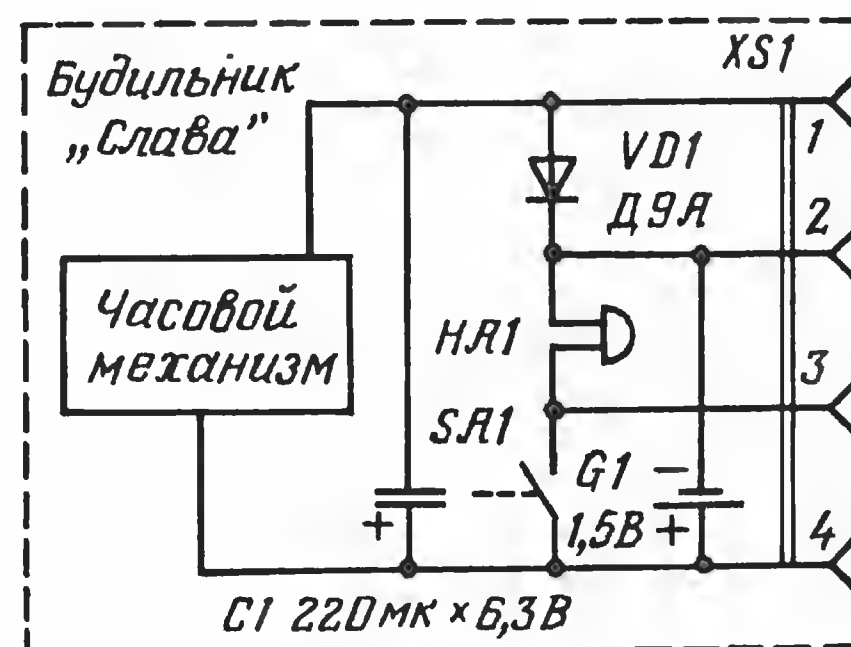 XS1
Будильник
„Слава”
1
VD1
Д9А
2
Часовой
механизм
HA1
3
SA1
G1 −
1,5В +
+
4
C1 220мк × 6,3В